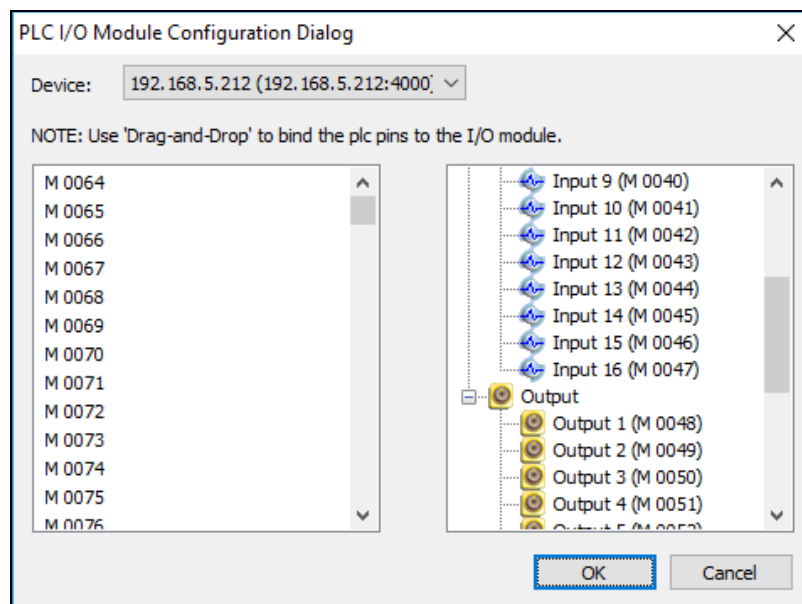 PLC I/O Module Configuration Dialog
Device: 192.168.5.212 (192.168.5.212:4000)
NOTE: Use 'Drag-and-Drop' to bind the plc pins to the I/O module.
M 0064
M 0065
M 0066
M 0067
M 0068
M 0069
M 0070
M 0071
M 0072
M 0073
M 0074
M 0075
M 0076
Input 9 (M 0040)
Input 10 (M 0041)
Input 11 (M 0042)
Input 12 (M 0043)
Input 13 (M 0044)
Input 14 (M 0045)
Input 15 (M 0046)
Input 16 (M 0047)
Output
Output 1 (M 0048)
Output 2 (M 0049)
Output 3 (M 0050)
Output 4 (M 0051)
Output 5 (M 0052)
OK Cancel